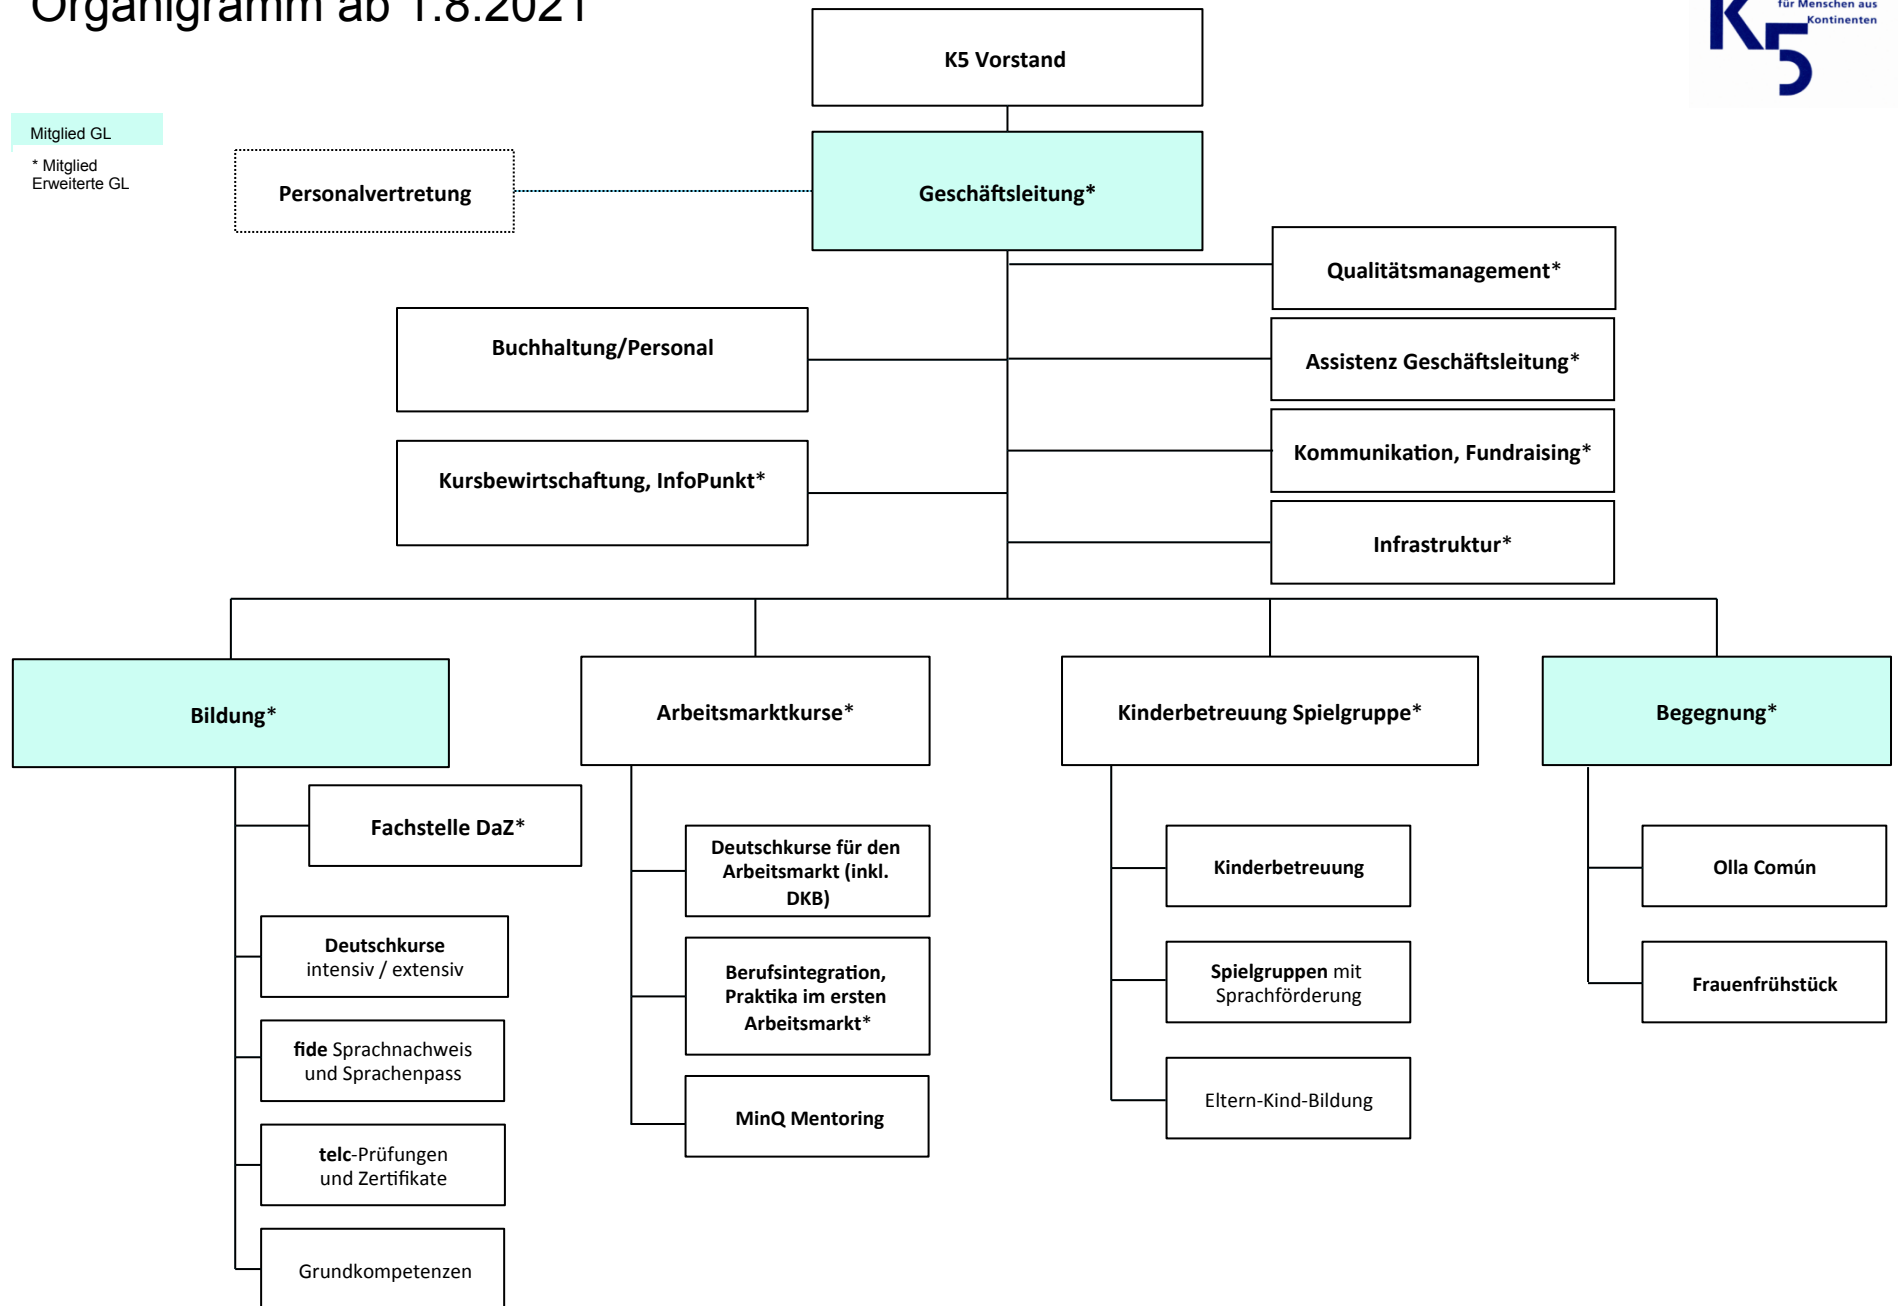 Organigramm ab 1.8.2021
für Menschen aus
Kontinenten
K5
K5 Vorstand
Mitglied GL
* Mitglied
Erweiterte GL
Personalvertretung
Geschäftsleitung*
Qualitätsmanagement*
Buchhaltung/Personal
Assistenz Geschäftsleitung*
Kommunikation, Fundraising*
Kursbewirtschaftung, InfoPunkt*
Infrastruktur*
Bildung*
Arbeitsmarktkurse*
Kinderbetreuung Spielgruppe*
Begegnung*
Fachstelle DaZ*
Deutschkurse
intensiv / extensiv
fide Sprachnachweis
und Sprachenpass
telc-Prüfungen
und Zertifikate
Grundkompetenzen
Deutschkurse für den
Arbeitsmarkt (inkl.
DKB)
Berufsintegration,
Praktika im ersten
Arbeitsmarkt*
MinQ Mentoring
Kinderbetreuung
Spielgruppen mit
Sprachförderung
Eltern-Kind-Bildung
Olla Común
Frauenfrühstück